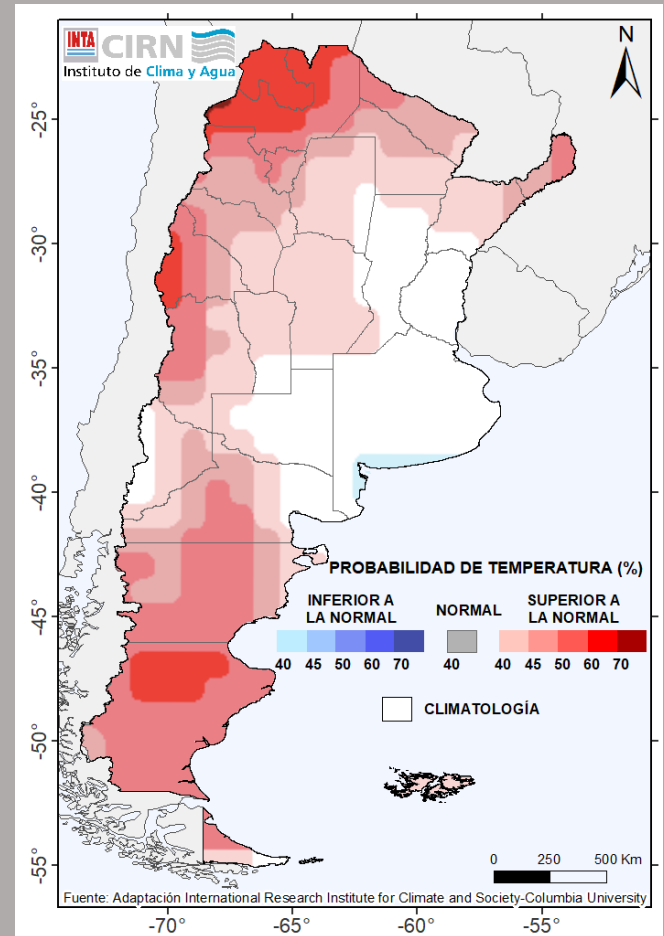 INTA CIRN
Instituto de Clima y Agua
N
-25°
-30°
-35°
-40°
-45°
-50°
-55°
PROBABILIDAD DE TEMPERATURA (%)
INFERIOR A
LA NORMAL
NORMAL
SUPERIOR A
LA NORMAL
40 45 50 60 70
40
40 45 50 60 70
CLIMATOLOGÍA
0 250 500 Km
Fuente: Adaptación International Research Institute for Climate and Society-Columbia University
-70° -65° -60° -55°